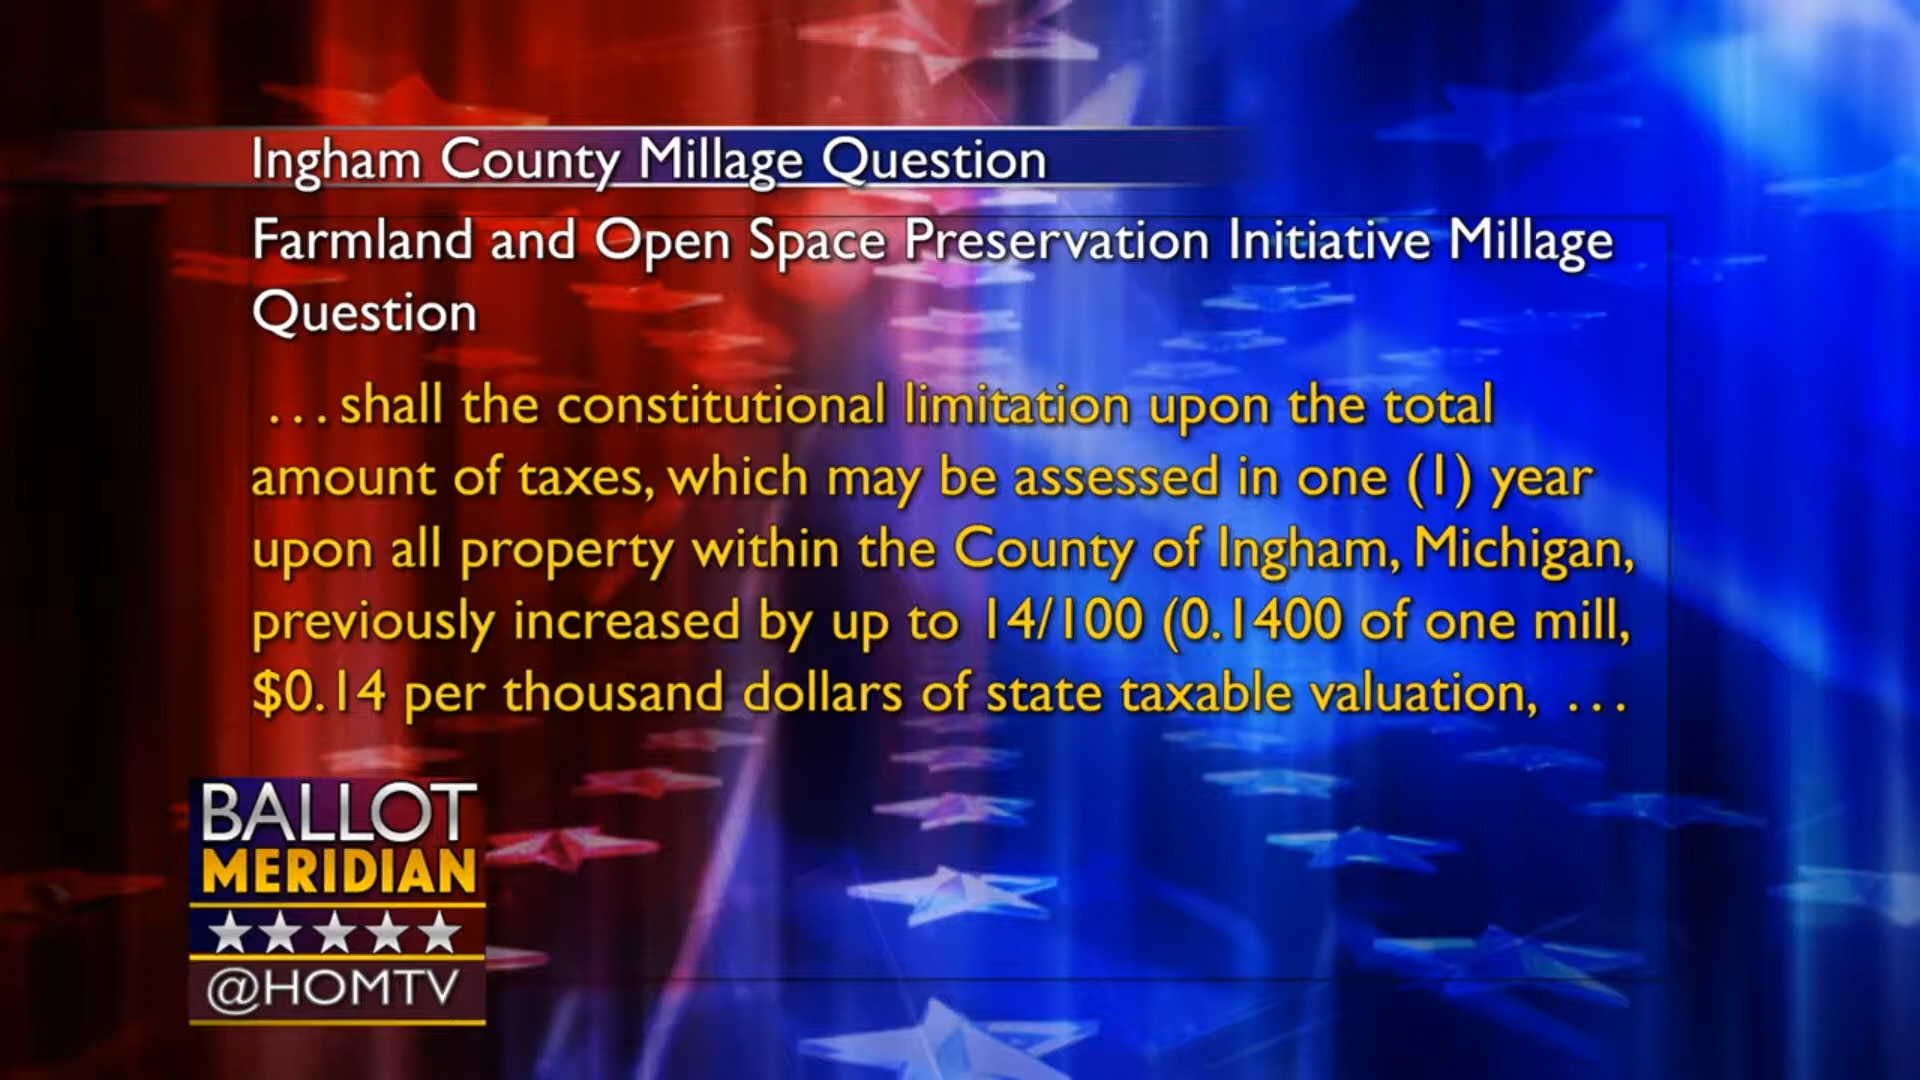 Ingham County Millage Question
Farmland and Open Space Preservation Initiative Millage
Question
. . . shall the constitutional limitation upon the total
amount of taxes, which may be assessed in one (1) year
upon all property within the County of Ingham, Michigan,
previously increased by up to 14/100 (0.1400 of one mill,
$0.14 per thousand dollars of state taxable valuation, . . .
BALLOT
MERIDIAN
@HOMTV